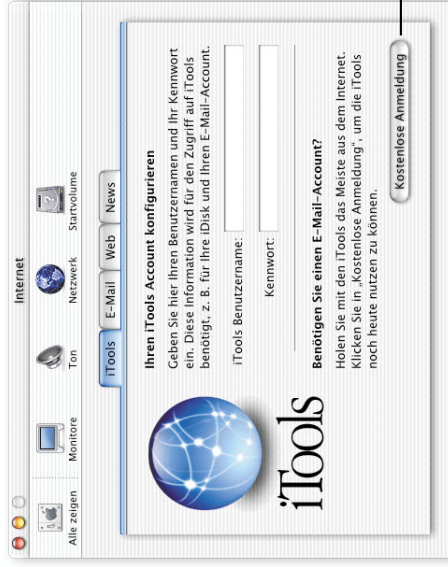 Internet
Alle zeigen
Monitore
Ton
Netzwerk
Startvolume
iTools
E-Mail
Web
News
Ihren iTools Account konfigurieren
Geben Sie hier Ihren Benutzernamen und Ihr Kennwort
ein. Diese Information wird für den Zugriff auf iTools
benötigt, z. B. für Ihre iDisk und Ihren E-Mail-Account.
iTools Benutzername:
Kennwort:
iTools
Benötigen Sie einen E-Mail-Account?
Holen Sie mit den iTools das Meiste aus dem Internet.
Klicken Sie in „Kostenlose Anmeldung", um die iTools
noch heute nutzen zu können.
Kostenlose Anmeldung